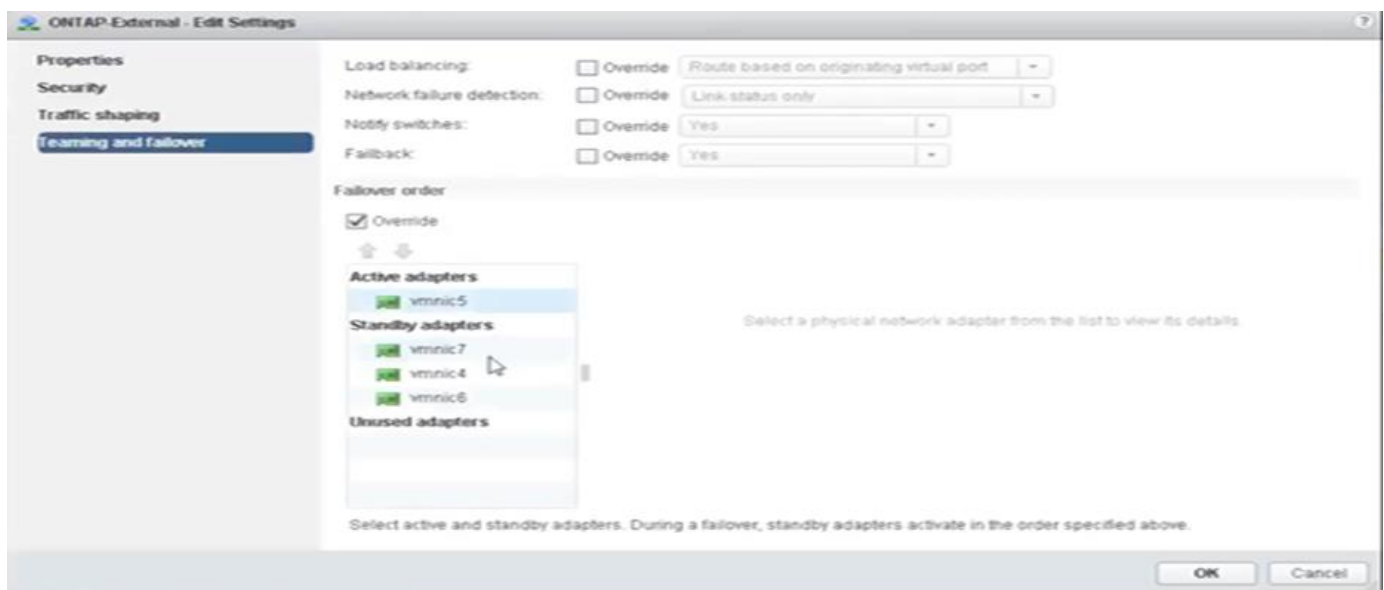 ONTAP-External - Edit Settings ?
Properties
Security
Traffic shaping
Teaming and failover
Load balancing: Override Route based on originating virtual port
Network failure detection: Override Link status only
Notify switches: Override Yes
Failback: Override Yes
Failover order
Override
Active adapters
vmnic5
Standby adapters
vmnic7
vmnic4
vmnic6
Unused adapters
Select a physical network adapter from the list to view its details.
Select active and standby adapters. During a failover, standby adapters activate in the order specified above.
OK Cancel